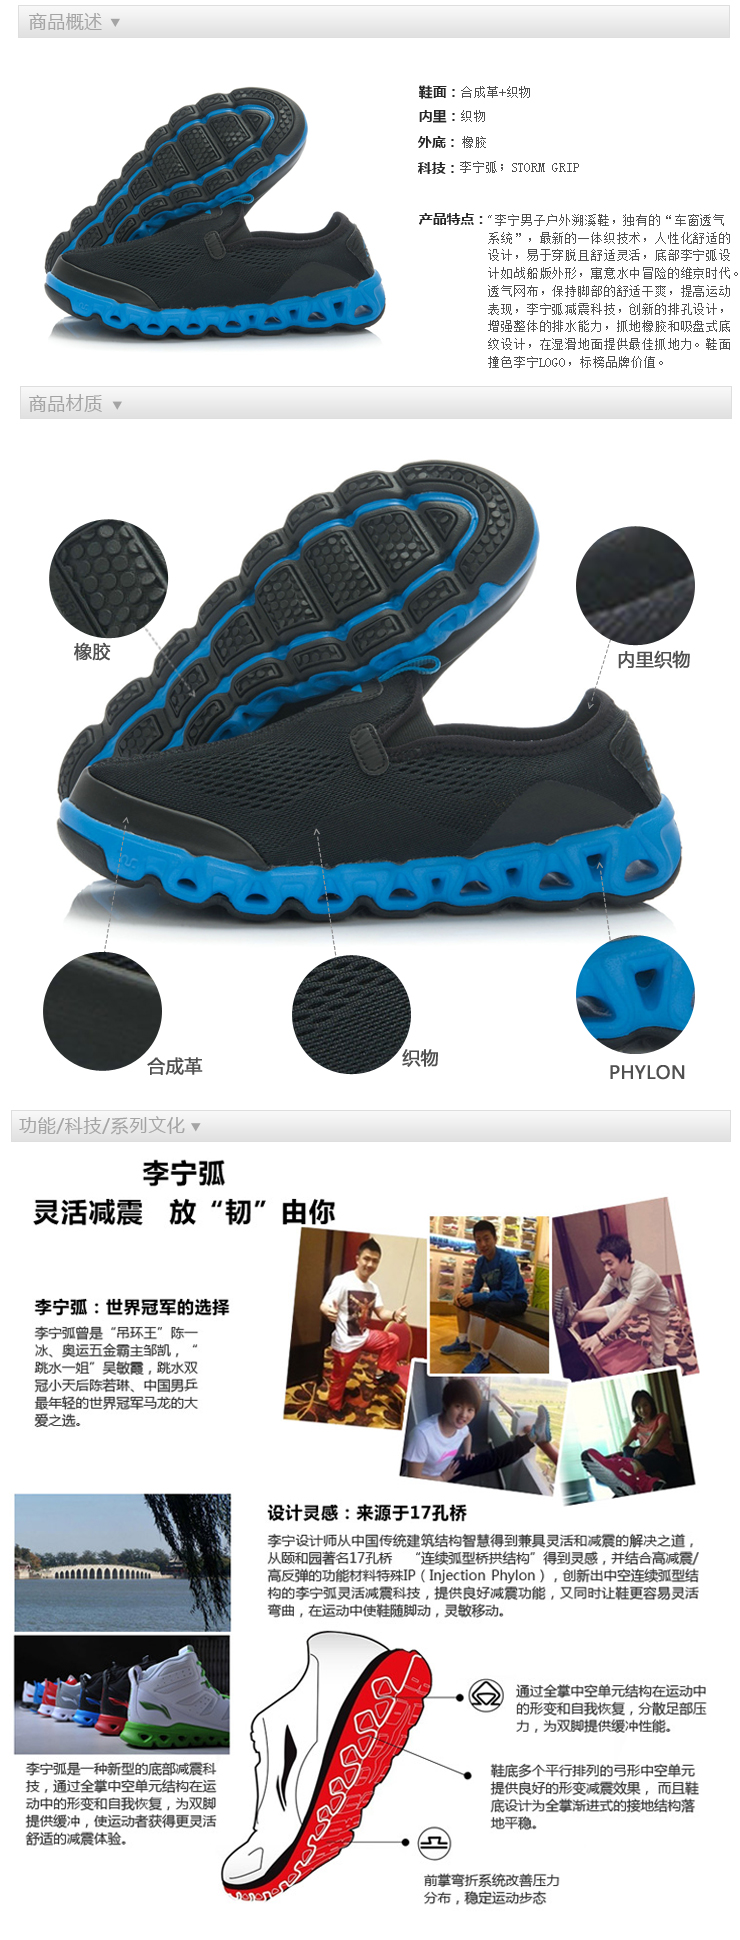 商品概述
鞋面：合成革+织物
内里：织物
外底：橡胶
科技：李宁弧；STORM GRIP
产品特点："李宁男子户外溯溪鞋，独有的"车窗透气
系统"，最新的一体织技术，人性化舒适的
设计，易于穿脱且舒适灵活，底部李宁弧设
计如战船版外形，寓意水中冒险的维京时代。
透气网布，保持脚部的舒适干爽，提高运动
表现，李宁弧减震科技，创新的排孔设计，
增强整体的排水能力，抓地橡胶和吸盘式底
纹设计，在湿滑地面提供最佳抓地力。鞋面
撞色李宁LOGO，标榜品牌价值。
商品材质
橡胶
内里织物
合成革
织物
PHYLON
功能/科技/系列文化
李宁弧
灵活减震 放“韧”由你
李宁弧：世界冠军的选择
李宁弧曾是“吊环王”陈一
冰、奥运五金霸主邹凯，“
跳水一姐”吴敏霞，跳水双
冠小天后陈若琳、中国男乒
最年轻的世界冠军马龙的大
爱之选。
设计灵感：来源于17孔桥
李宁设计师从中国传统建筑结构智慧得到兼具灵活和减震的解决之道，
从颐和园著名17孔桥 “连续弧型桥拱结构”得到灵感，并结合高减震/
高反弹的功能材料特殊IP（Injection Phylon），创新出中空连续弧型结
构的李宁弧灵活减震科技，提供良好减震功能，又同时让鞋更容易灵活
弯曲，在运动中使鞋随脚动，灵敏移动。
通过全掌中空单元结构在运动中
的形变和自我恢复，分散足部压
力，为双脚提供缓冲性能。
李宁弧是一种新型的底部减震科
技，通过全掌中空单元结构在运
动中的形变和自我恢复，为双脚
提供缓冲，使运动者获得更灵活
舒适的减震体验。
鞋底多个平行排列的弓形中空单元
提供良好的形变减震效果， 而且鞋
底设计为全掌渐进式的接地结构落
地平稳。
前掌弯折系统改善压力
分布，稳定运动步态